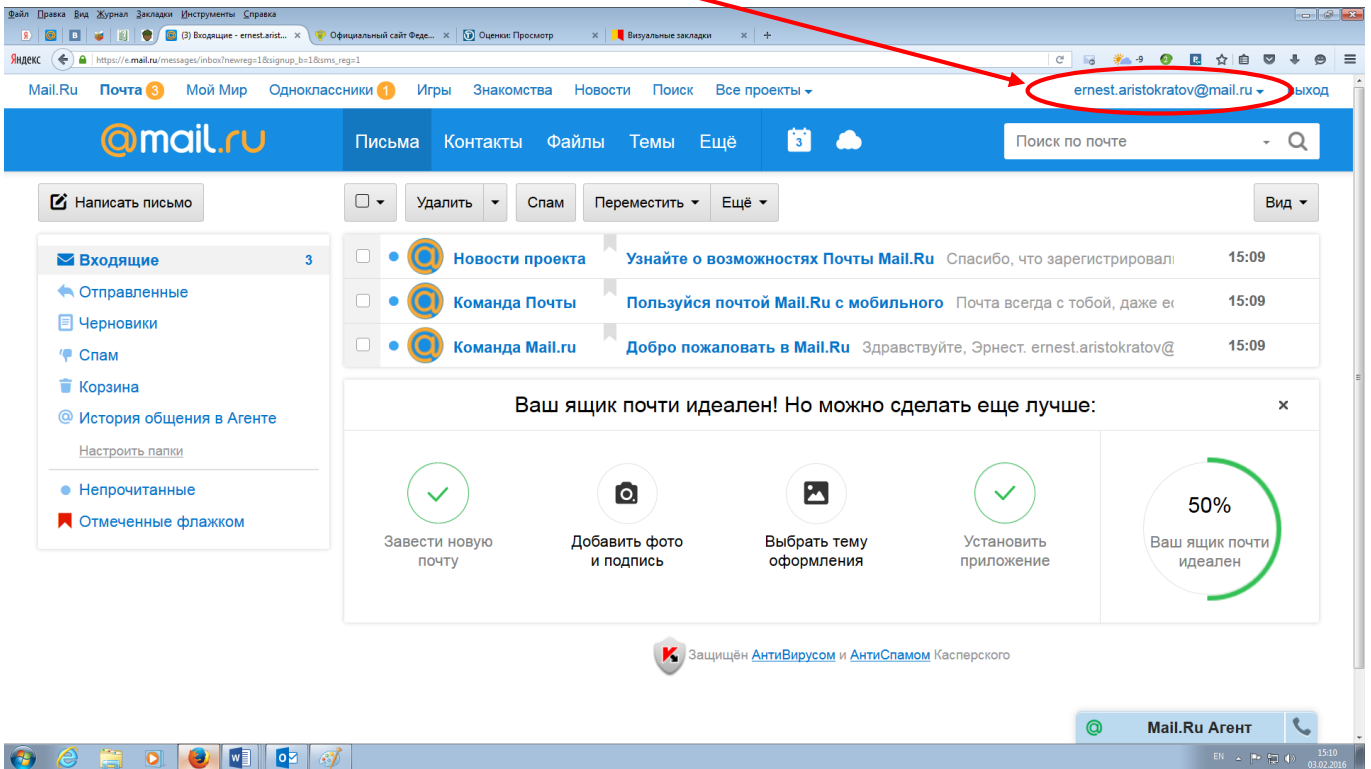 Файл Правка Вид Журнал Закладки Инструменты Справка
(3) Входящие - ernest.arist... Официальный сайт Феде... Оценки: Просмотр Визуальные закладки
Яндекс https://e.mail.ru/messages/inbox?newreg=1&signup_b=1&sms_reg=1 -9
Mail.Ru Почта 3 Мой Мир Одноклассники 1 Игры Знакомства Новости Поиск Все проекты ernest.aristokratov@mail.ru выход
@mail.ru Письма Контакты Файлы Темы Ещё 3 Поиск по почте
Написать письмо Удалить Спам Переместить Ещё Вид
Входящие 3
Отправленные
Черновики
Спам
Корзина
История общения в Агенте
Настроить папки
Непрочитанные
Отмеченные флажком
Новости проекта Узнайте о возможностях Почты Mail.Ru Спасибо, что зарегистрировал 15:09
Команда Почты Пользуйся почтой Mail.Ru с мобильного Почта всегда с тобой, даже ес 15:09
Команда Mail.ru Добро пожаловать в Mail.Ru Здравствуйте, Эрнест. ernest.aristokratov@ 15:09
Ваш ящик почти идеален! Но можно сделать еще лучше:
Завести новую
почту
Добавить фото
и подпись
Выбрать тему
оформления
Установить
приложение
50%
Ваш ящик почти
идеален
Защищён АнтиВирусом и АнтиСпамом Касперского
Mail.Ru Агент
EN 15:10
03.02.2016